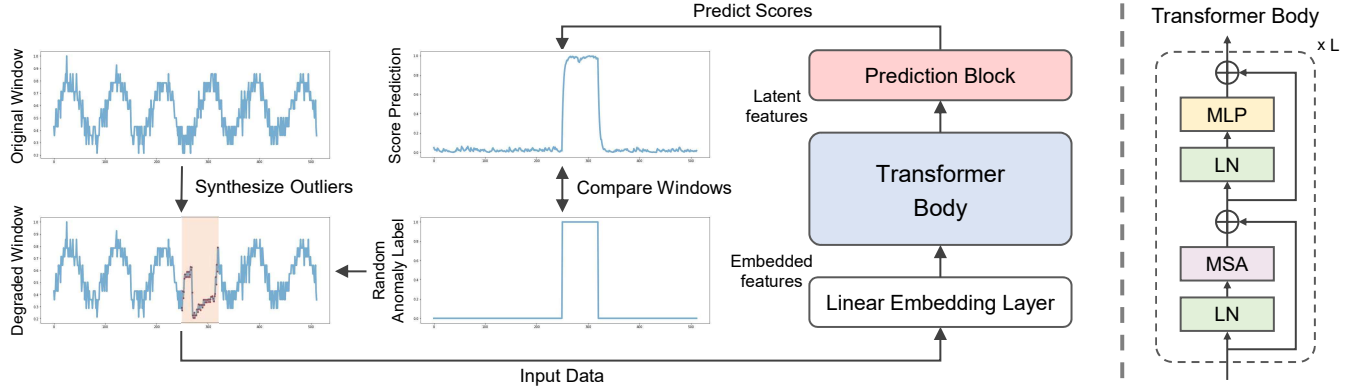 Predict Scores
Transformer Body
x L
Original Window
Score Prediction
Prediction Block
Latent
features
MLP
LN
Synthesize Outliers
Compare Windows
Transformer
Body
Degraded Window
Random
Anomaly Label
Embedded
features
MSA
Linear Embedding Layer
LN
Input Data